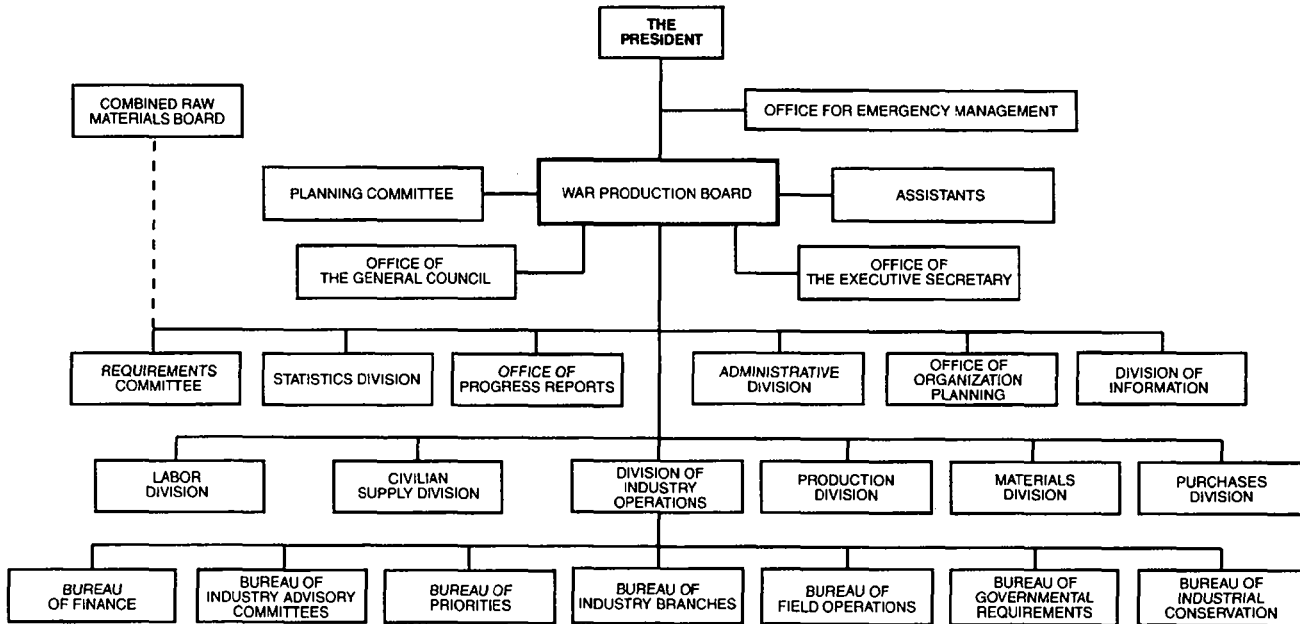 THE
PRESIDENT
COMBINED RAW
MATERIALS BOARD
OFFICE FOR EMERGENCY MANAGEMENT
PLANNING COMMITTEE
WAR PRODUCTION BOARD
ASSISTANTS
OFFICE OF
THE GENERAL COUNCIL
OFFICE OF
THE EXECUTIVE SECRETARY
REQUIREMENTS
COMMITTEE
STATISTICS DIVISION
OFFICE OF
PROGRESS REPORTS
ADMINISTRATIVE
DIVISION
OFFICE OF
ORGANIZATION
PLANNING
DIVISION OF
INFORMATION
LABOR
DIVISION
CIVILIAN
SUPPLY DIVISION
DIVISION OF
INDUSTRY
OPERATIONS
PRODUCTION
DIVISION
MATERIALS
DIVISION
PURCHASES
DIVISION
BUREAU
OF FINANCE
BUREAU OF
INDUSTRY ADVISORY
COMMITTEES
BUREAU OF
PRIORITIES
BUREAU OF
INDUSTRY BRANCHES
BUREAU OF
FIELD OPERATIONS
BUREAU OF
GOVERNMENTAL
REQUIREMENTS
BUREAU OF
INDUSTRIAL
CONSERVATION